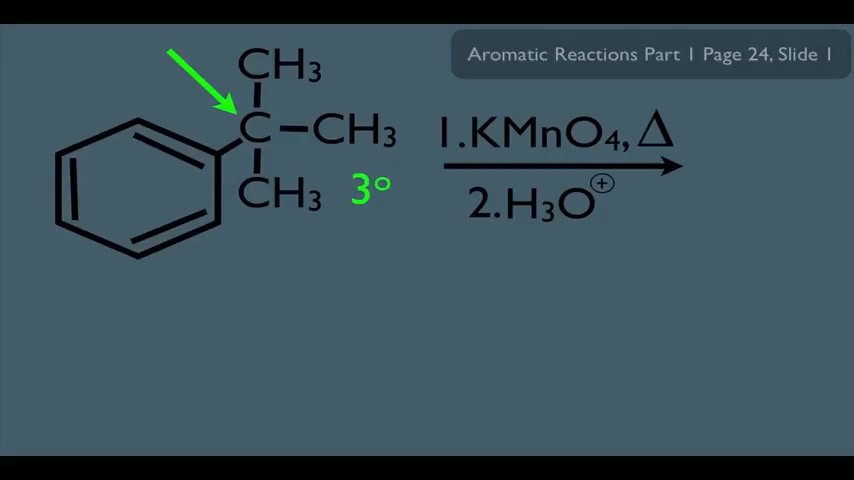 Aromatic Reactions Part 1 Page 24, Slide 1
CH₃
C–CH₃
CH₃ 3°
1.KMnO₄, Δ
2.H₃O⊕